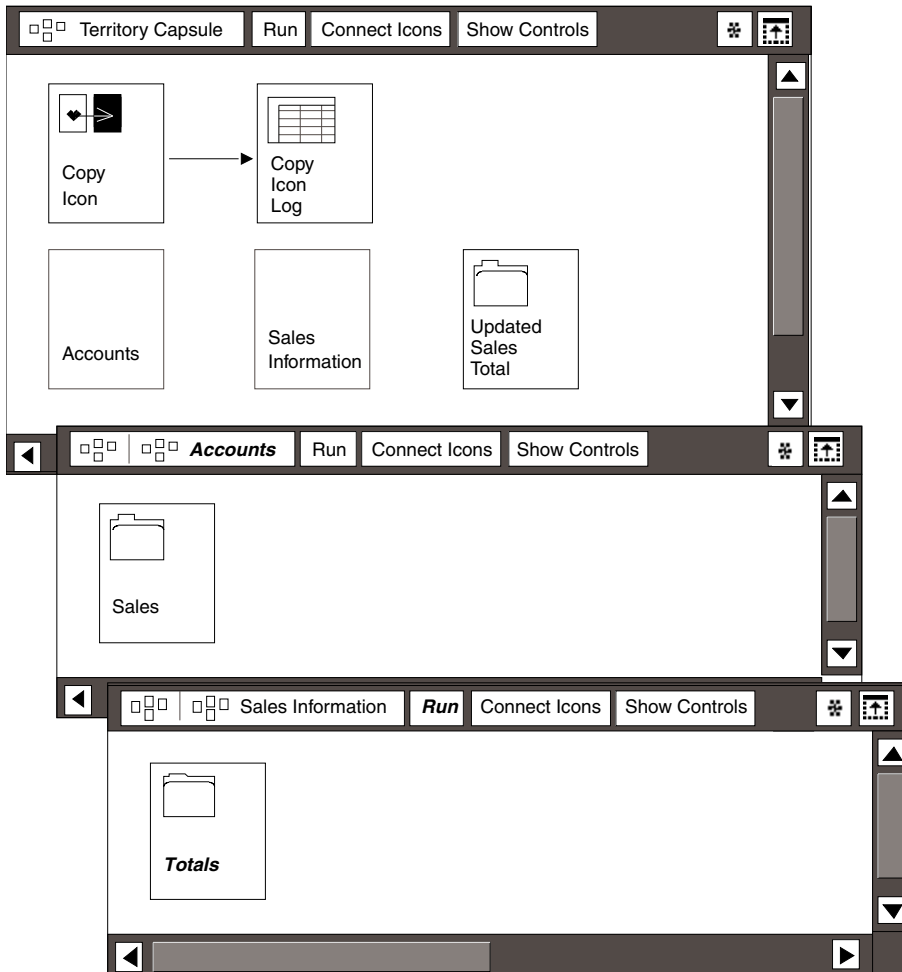 Territory Capsule Run Connect Icons Show Controls
Copy
Icon
Copy
Icon
Log
Accounts
Sales
Information
Updated
Sales
Total
Accounts Run Connect Icons Show Controls
Sales
Sales Information Run Connect Icons Show Controls
Totals